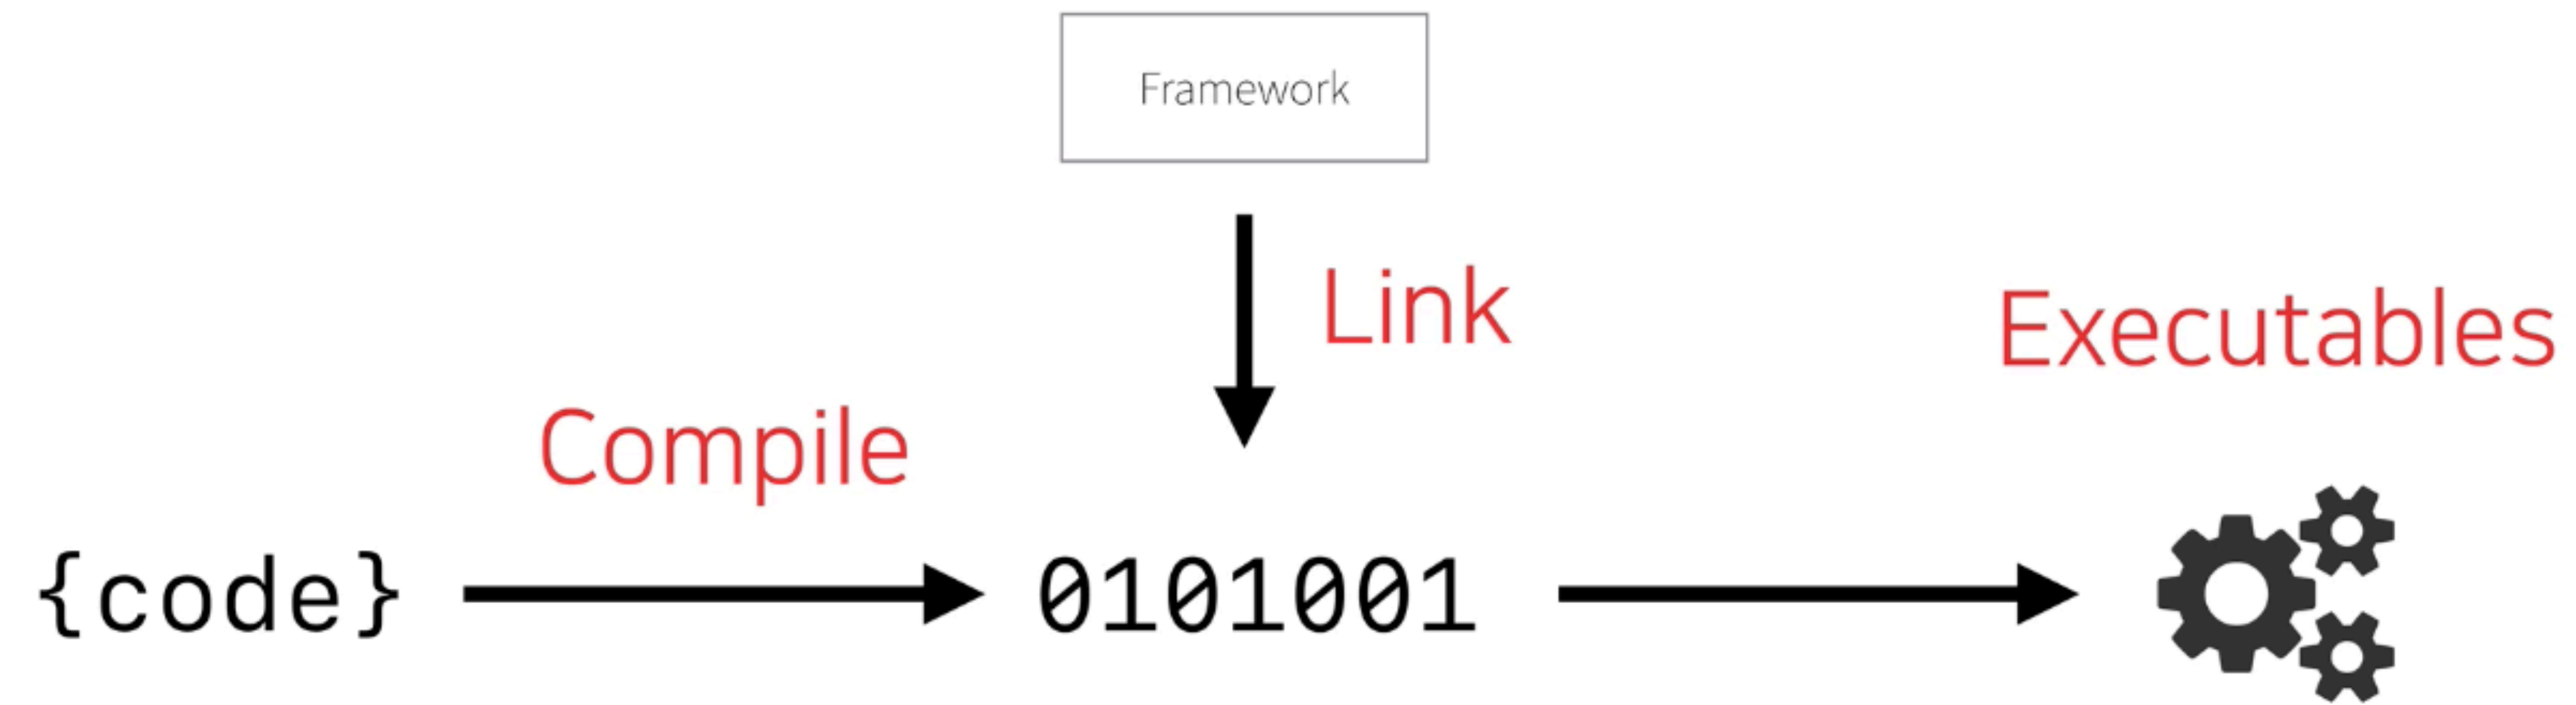 Framework
Link
Executables
Compile
{code}
0101001